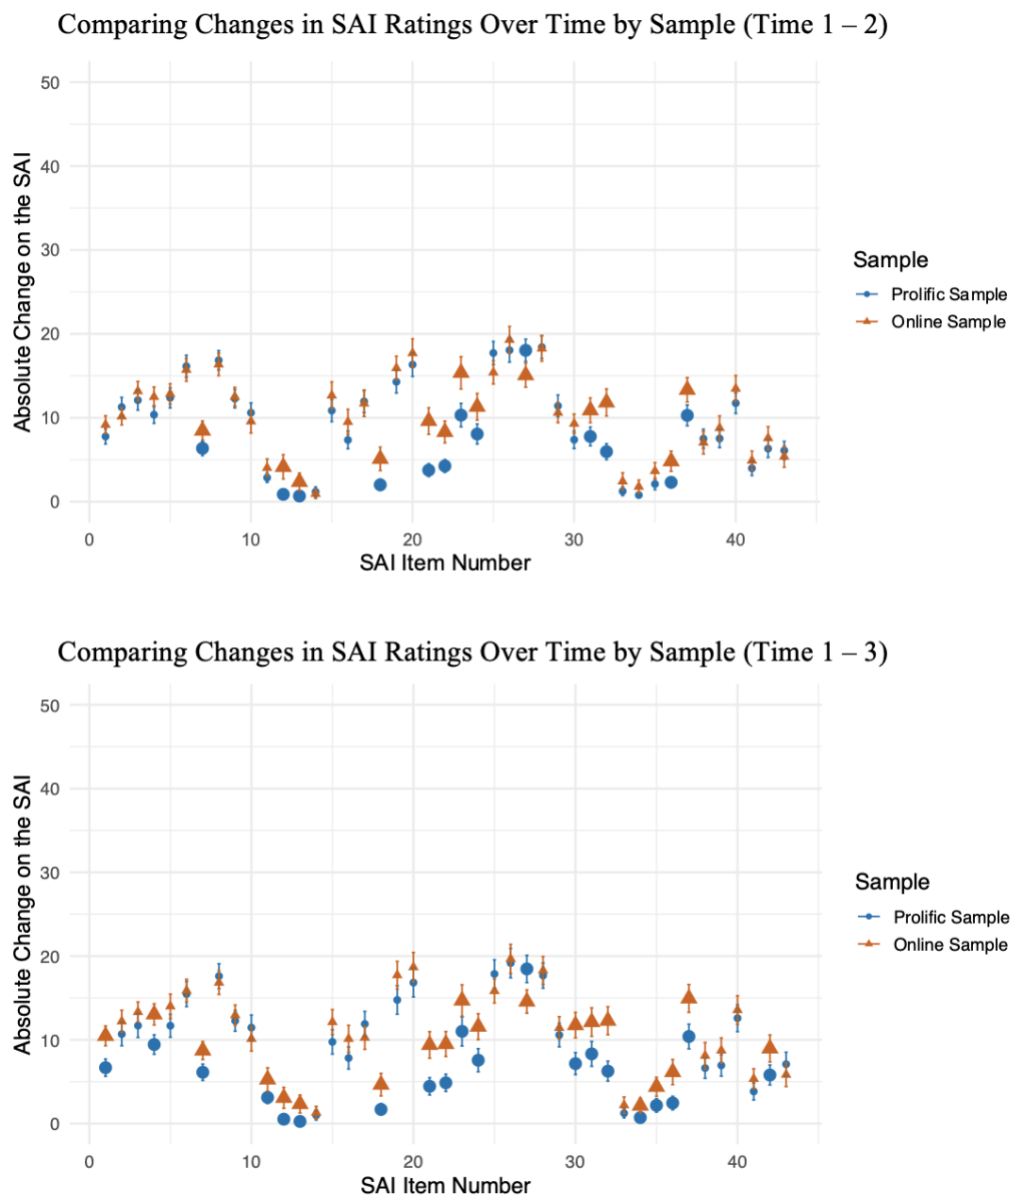 Comparing Changes in SAI Ratings Over Time by Sample (Time 1 – 2)
50
40
30
20
10
0
Absolute Change on the SAI
0 10 20 30 40
SAI Item Number
Sample
Prolific Sample
Online Sample
Comparing Changes in SAI Ratings Over Time by Sample (Time 1 – 3)
50
40
30
20
10
0
Absolute Change on the SAI
0 10 20 30 40
SAI Item Number
Sample
Prolific Sample
Online Sample